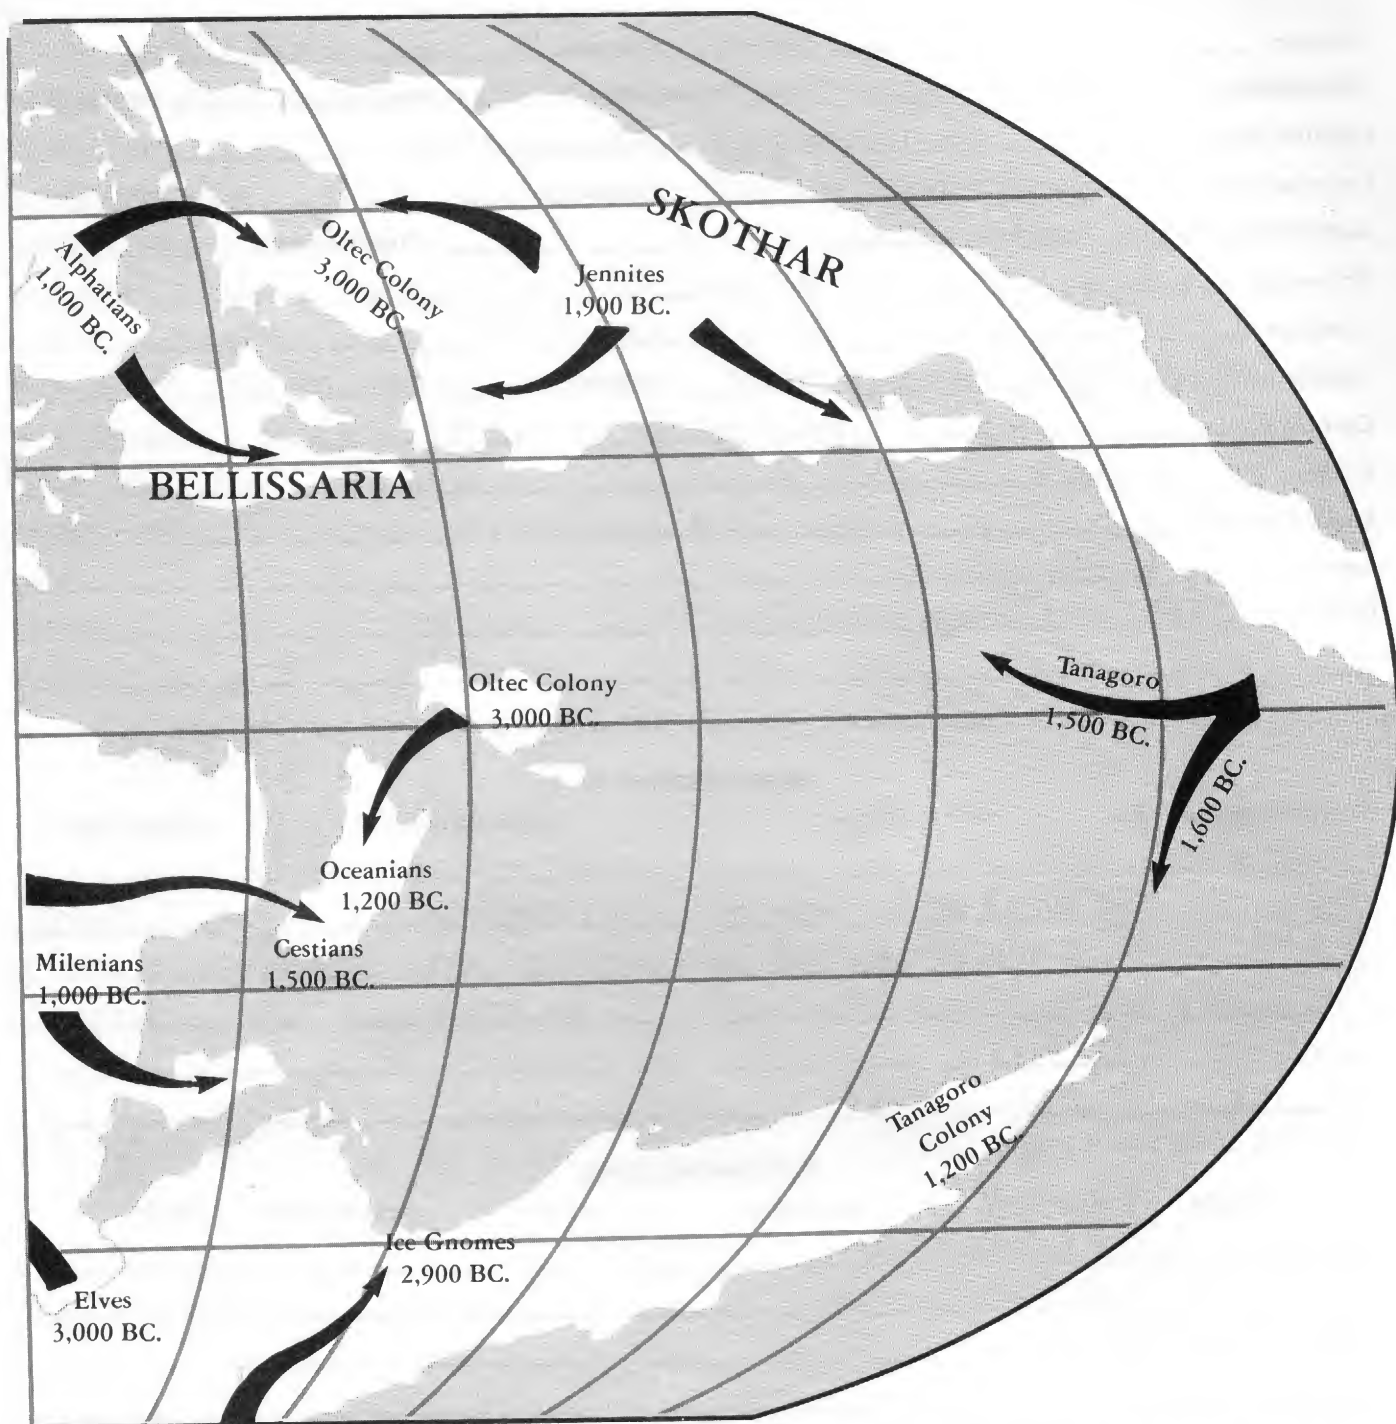 SKOTHAR
Oltec Colony
3,000 BC.
Alphatians
1,000 BC.
Jennites
1,900 BC.
BELLISSARIA
Oltec Colony
3,000 BC.
Tanagoro
1,500 BC.
1,600 BC.
Oceanians
1,200 BC.
Cestians
1,500 BC.
Milenians
1,000 BC.
Tanagoro
Colony
1,200 BC.
Ice Gnomes
2,900 BC.
Elves
3,000 BC.